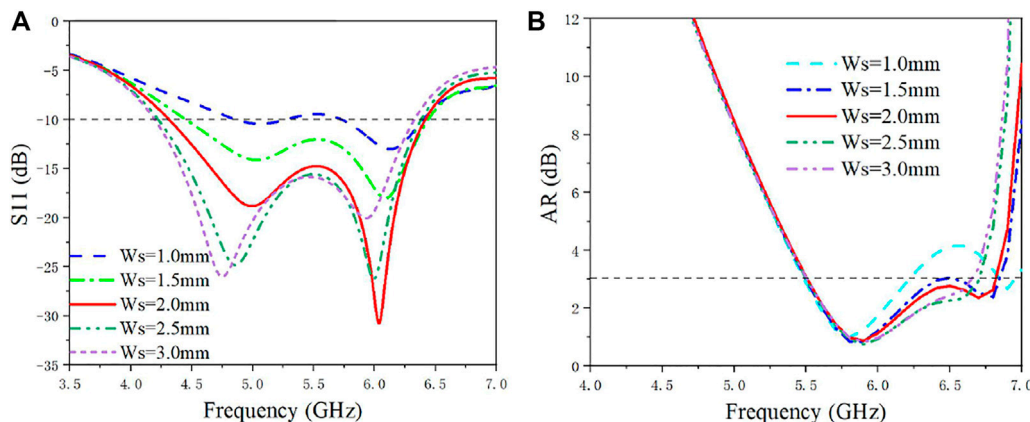 A
S11 (dB)
0
-5
-10
-15
-20
-25
-30
-35
Ws=1.0mm
Ws=1.5mm
Ws=2.0mm
Ws=2.5mm
Ws=3.0mm
3.5 4.0 4.5 5.0 5.5 6.0 6.5 7.0
Frequency (GHz)
B
AR (dB)
12
10
8
6
4
2
0
Ws=1.0mm
Ws=1.5mm
Ws=2.0mm
Ws=2.5mm
Ws=3.0mm
4.0 4.5 5.0 5.5 6.0 6.5 7.0
Frequency (GHz)